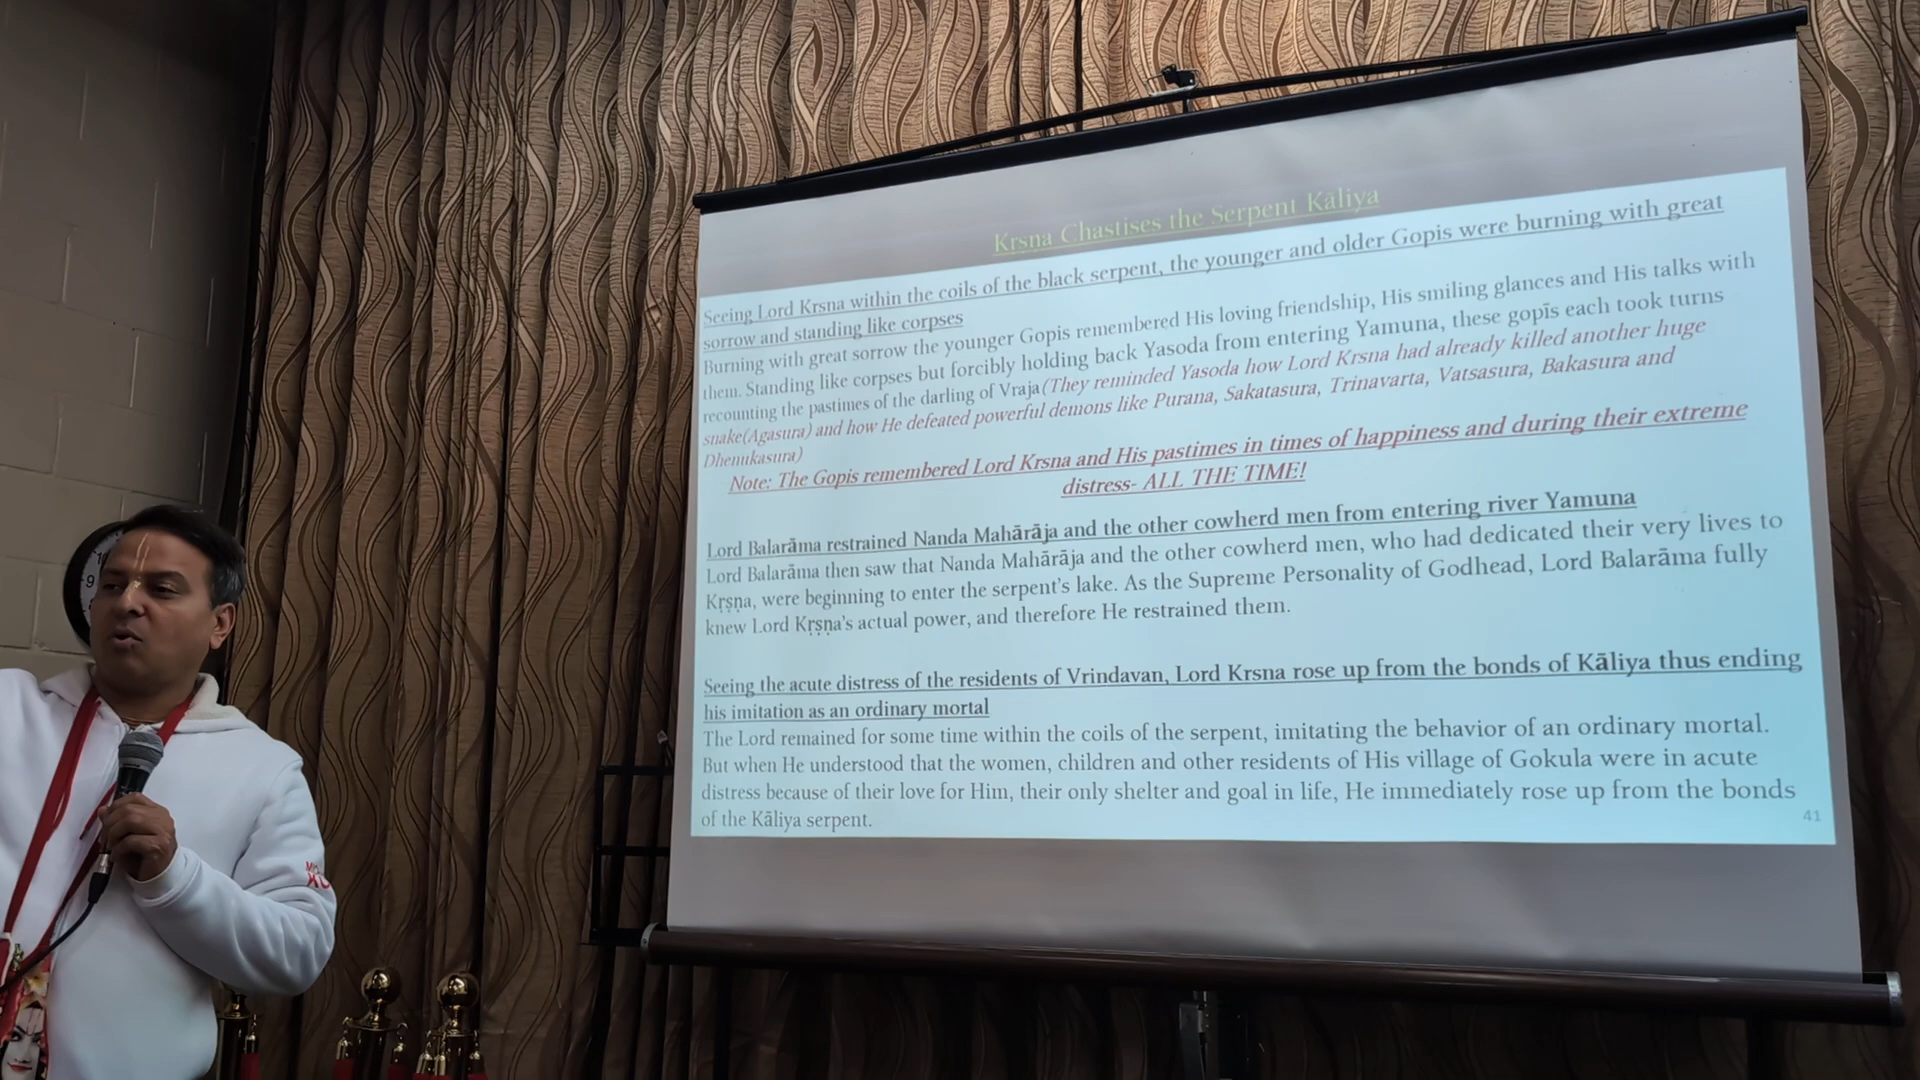 Krsna Chastises the Serpent Kāliya
Seeing Lord Krsna within the coils of the black serpent, the younger and older Gopis were burning with great
sorrow and standing like corpses
Burning with great sorrow the younger Gopis remembered His loving friendship, His smiling glances and His talks with
them. Standing like corpses but forcibly holding back Yasoda from entering Yamuna, these gopīs each took turns
recounting the pastimes of the darling of Vraja(They reminded Yasoda how Lord Krsna had already killed another huge
snake(Agasura) and how He defeated powerful demons like Purana, Sakatasura, Trinavarta, Vatsasura, Bakasura and
Dhenukasura)
Note: The Gopis remembered Lord Krsna and His pastimes in times of happiness and during their extreme
distress- ALL THE TIME!
Lord Balarāma restrained Nanda Mahārāja and the other cowherd men from entering river Yamuna
Lord Balarāma then saw that Nanda Mahārāja and the other cowherd men, who had dedicated their very lives to
Kṛṣṇa, were beginning to enter the serpent's lake. As the Supreme Personality of Godhead, Lord Balarāma fully
knew Lord Kṛṣṇa's actual power, and therefore He restrained them.
Seeing the acute distress of the residents of Vrindavan, Lord Krsna rose up from the bonds of Kāliya thus ending
his imitation as an ordinary mortal
The Lord remained for some time within the coils of the serpent, imitating the behavior of an ordinary mortal.
But when He understood that the women, children and other residents of His village of Gokula were in acute
distress because of their love for Him, their only shelter and goal in life, He immediately rose up from the bonds
of the Kāliya serpent.
41
9